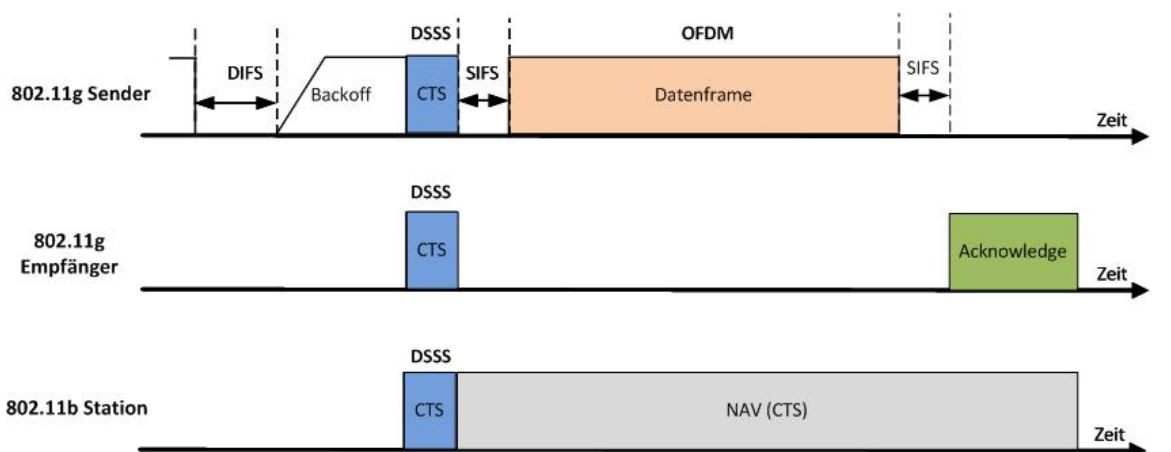 DSSS
OFDM
DIFS
SIFS
SIFS
802.11g Sender
Backoff
CTS
Datenframe
Zeit
DSSS
802.11g
Empfänger
CTS
Acknowledge
Zeit
DSSS
802.11b Station
CTS
NAV (CTS)
Zeit